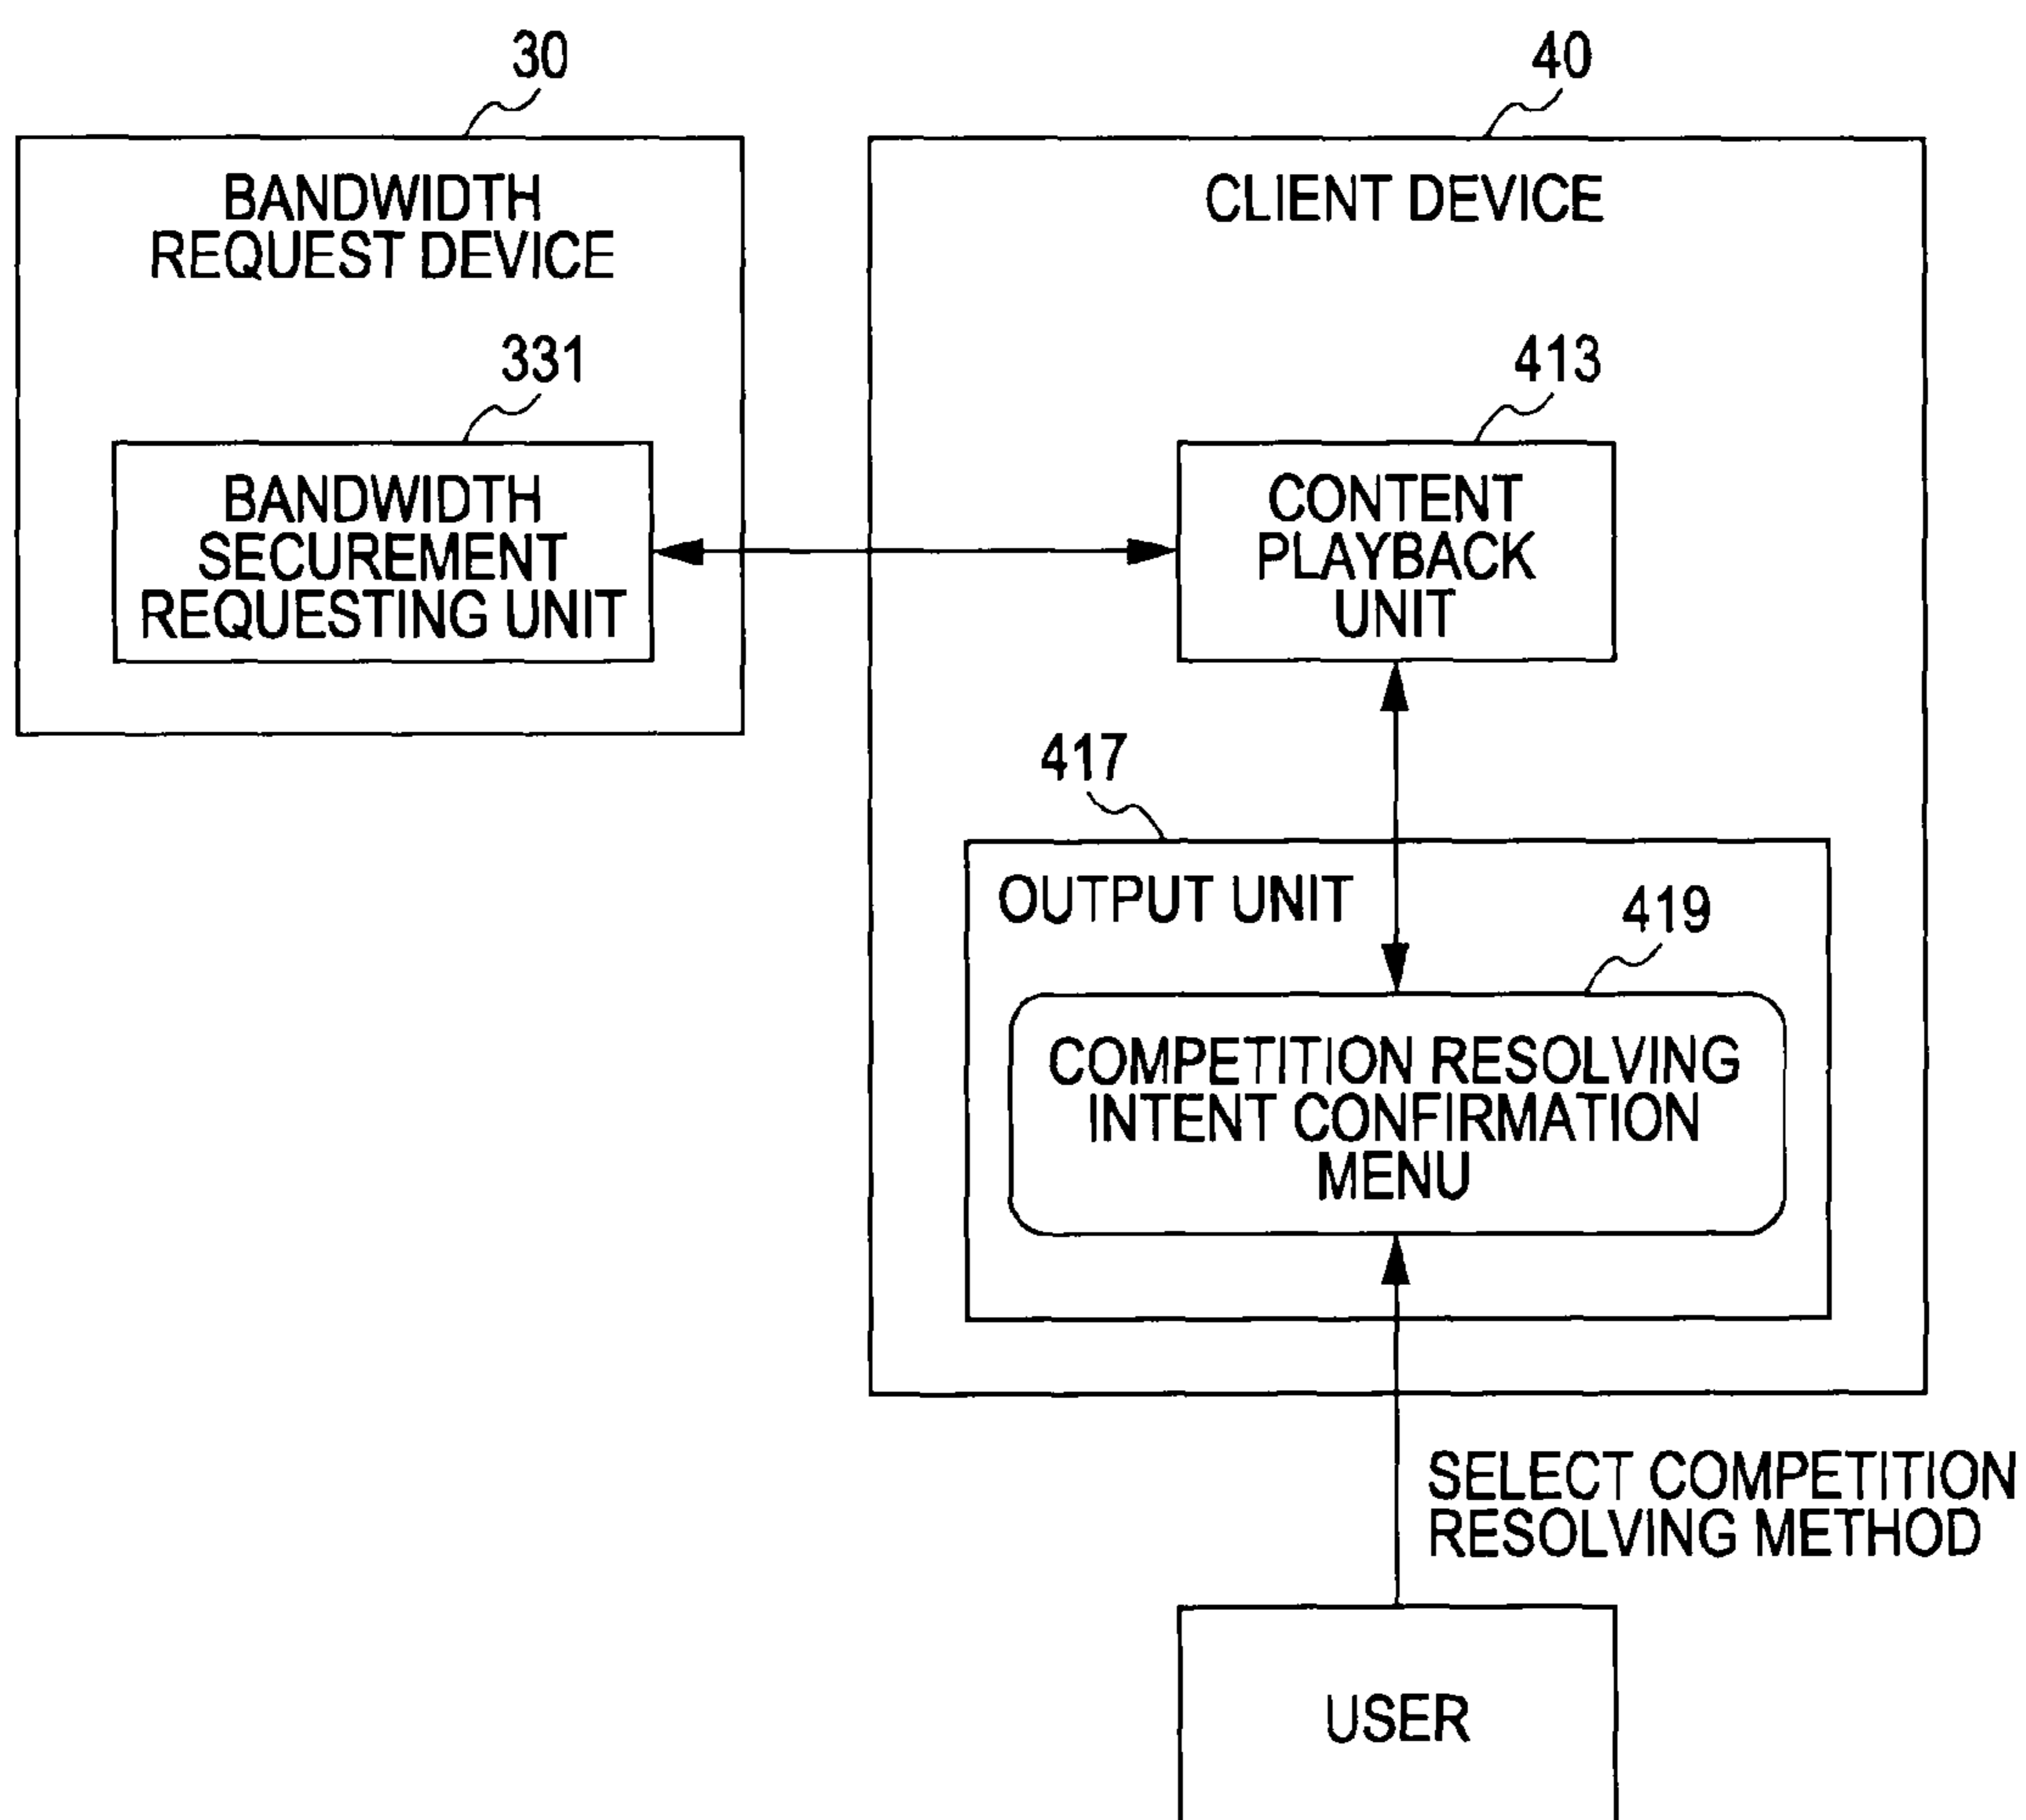 30
BANDWIDTH
REQUEST DEVICE
331
BANDWIDTH
SECUREMENT
REQUESTING UNIT
40
CLIENT DEVICE
413
CONTENT
PLAYBACK
UNIT
417
OUTPUT UNIT
419
COMPETITION RESOLVING
INTENT CONFIRMATION
MENU
SELECT COMPETITION
RESOLVING METHOD
USER